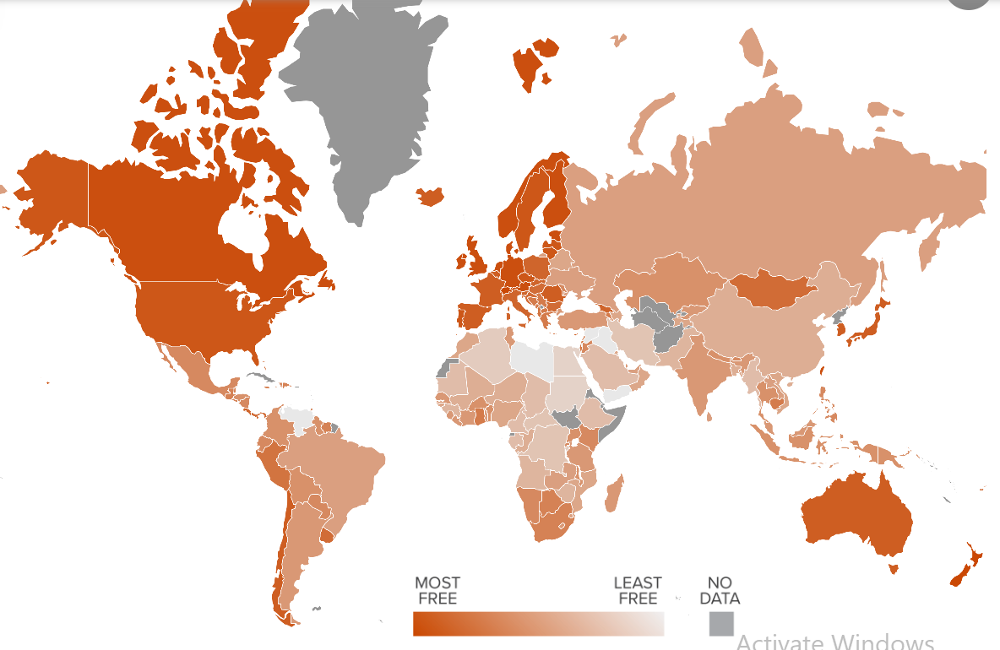 MOST
FREE
LEAST
FREE
NO
DATA
Activate Windows